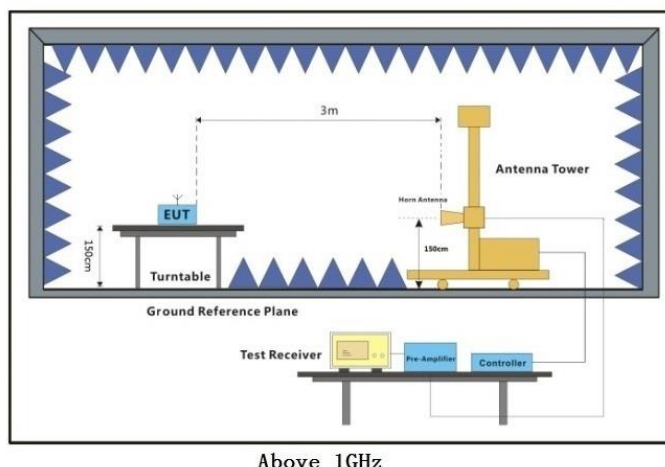 3m
Antenna Tower
Horn Antenna
EUT
150cm
150cm
Turntable
Ground Reference Plane
Test Receiver
Pre-Amplifier
Controller
Above 1GHz